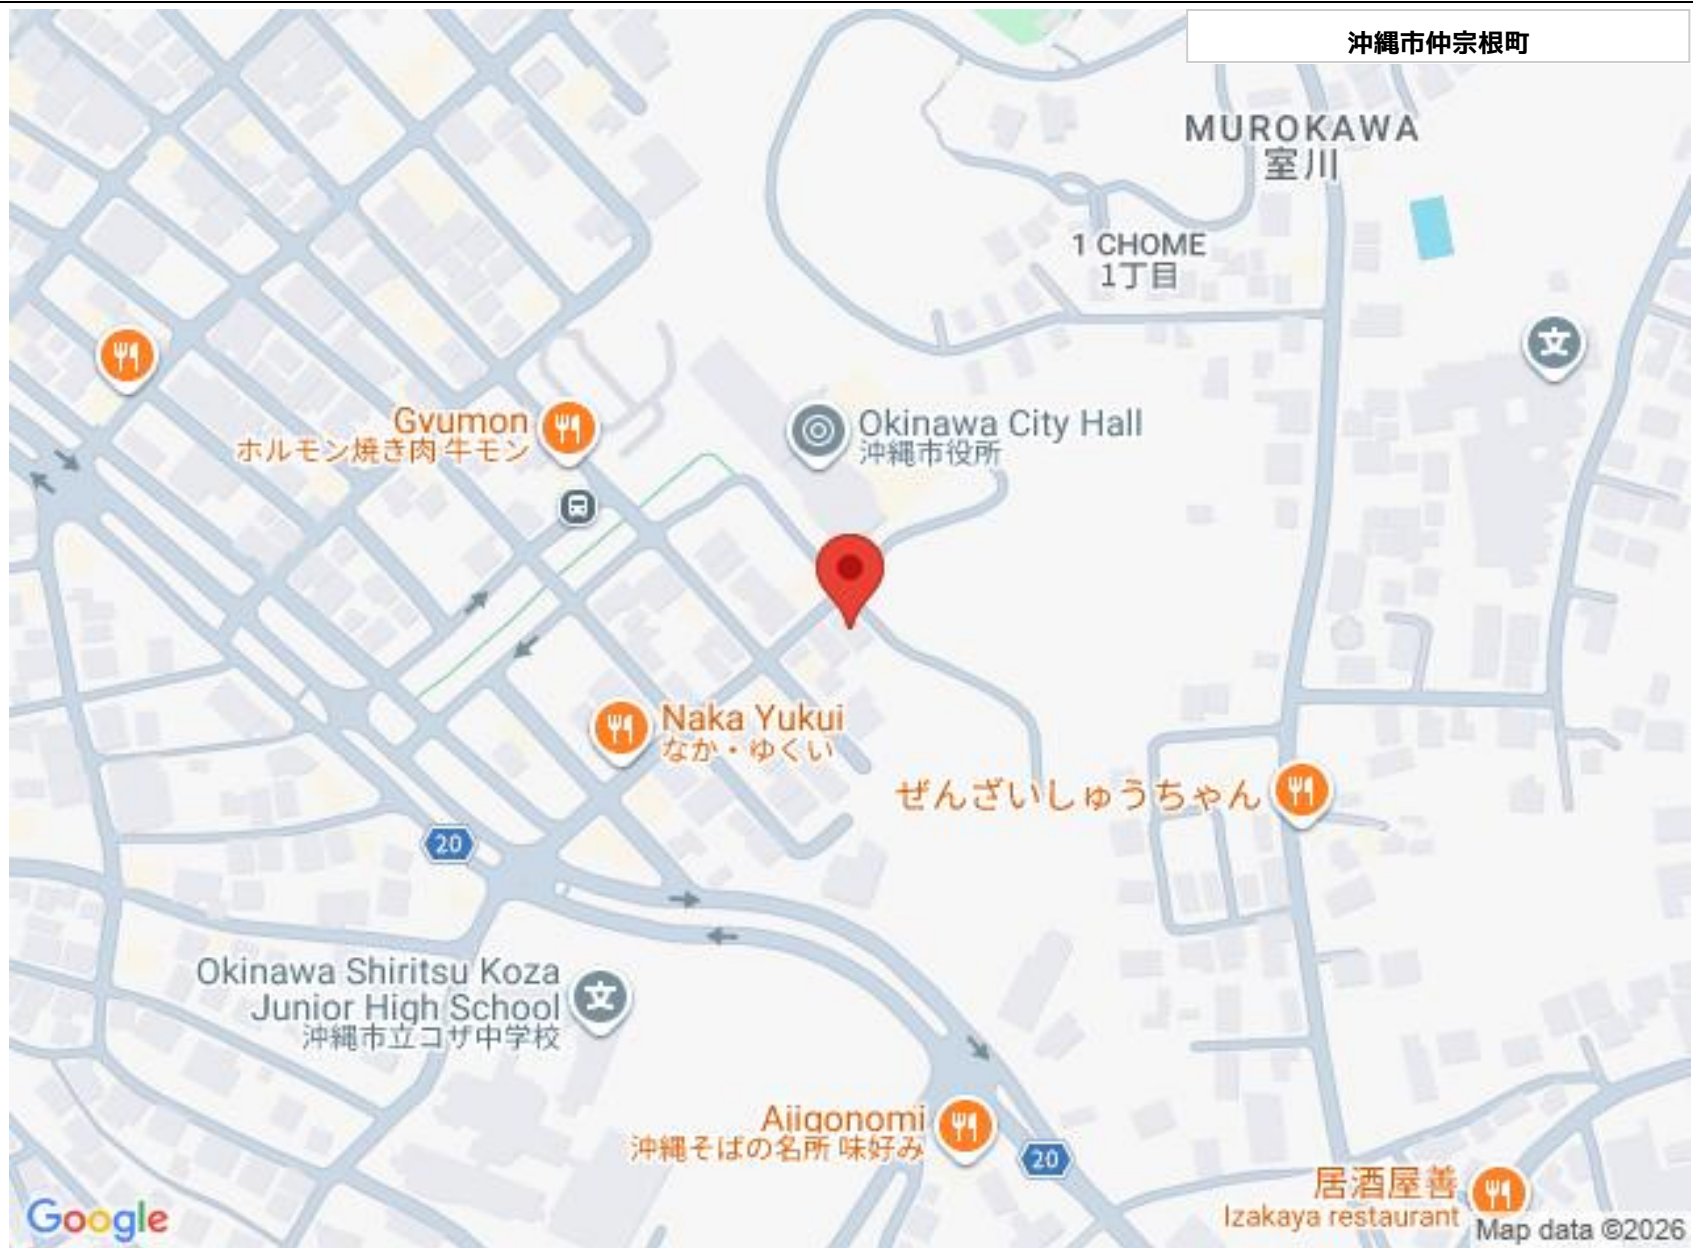 沖縄市仲宗根町
MUROKAWA
室川
1 CHOME
1丁目
Gyumon
ホルモン焼き肉 牛モン
Okinawa City Hall
沖縄市役所
Naka Yukui
なか・ゆくい
ぜんざいしゅうちゃん
20
Okinawa Shiritsu Koza
Junior High School
沖縄市立コザ中学校
Ajigonomi
沖縄そばの名所 味好み
20
居酒屋善
Izakaya restaurant
Google
Map data ©2026